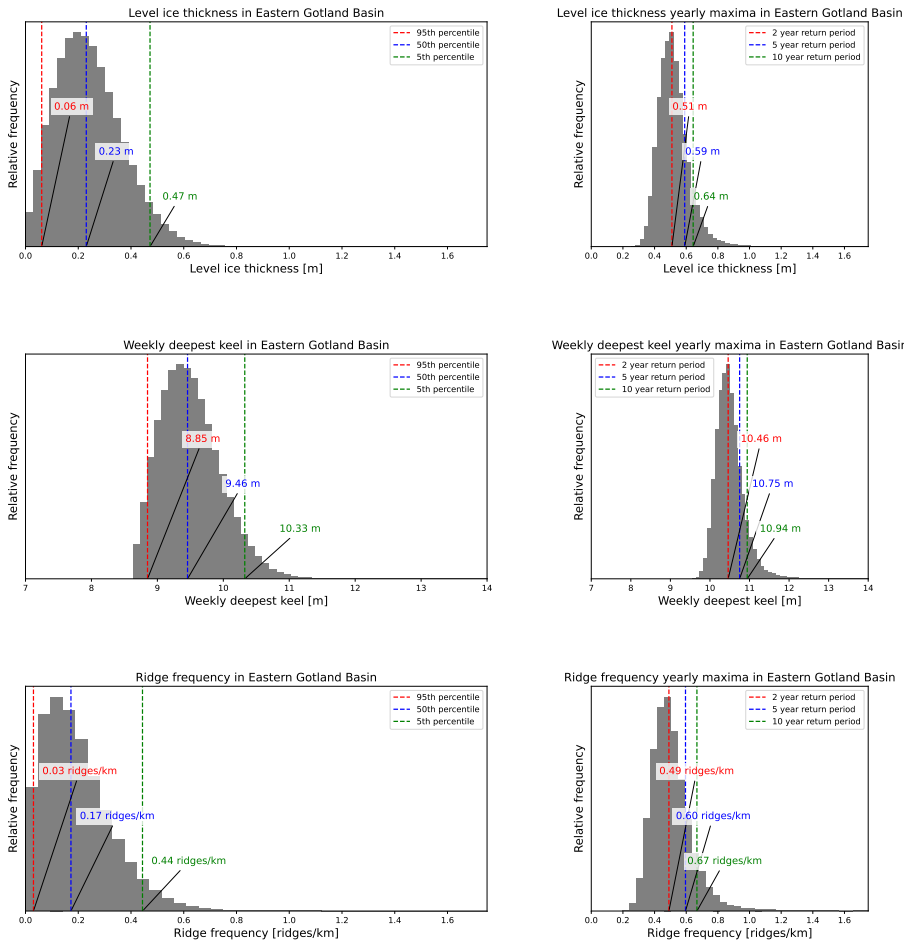 Level ice thickness in Eastern Gotland Basin
Relative frequency
95th percentile
50th percentile
5th percentile
0.06 m
0.23 m
0.47 m
0.0 0.2 0.4 0.6 0.8 1.0 1.2 1.4 1.6
Level ice thickness [m]
Level ice thickness yearly maxima in Eastern Gotland Basin
Relative frequency
2 year return period
5 year return period
10 year return period
0.51 m
0.59 m
0.64 m
0.0 0.2 0.4 0.6 0.8 1.0 1.2 1.4 1.6
Level ice thickness [m]
Weekly deepest keel in Eastern Gotland Basin
Relative frequency
95th percentile
50th percentile
5th percentile
8.85 m
9.46 m
10.33 m
7 8 9 10 11 12 13 14
Weekly deepest keel [m]
Weekly deepest keel yearly maxima in Eastern Gotland Basin
Relative frequency
2 year return period
5 year return period
10 year return period
10.46 m
10.75 m
10.94 m
7 8 9 10 11 12 13 14
Weekly deepest keel [m]
Ridge frequency in Eastern Gotland Basin
Relative frequency
95th percentile
50th percentile
5th percentile
0.03 ridges/km
0.17 ridges/km
0.44 ridges/km
0.0 0.2 0.4 0.6 0.8 1.0 1.2 1.4 1.6
Ridge frequency [ridges/km]
Ridge frequency yearly maxima in Eastern Gotland Basin
Relative frequency
2 year return period
5 year return period
10 year return period
0.49 ridges/km
0.60 ridges/km
0.67 ridges/km
0.0 0.2 0.4 0.6 0.8 1.0 1.2 1.4 1.6
Ridge frequency [ridges/km]